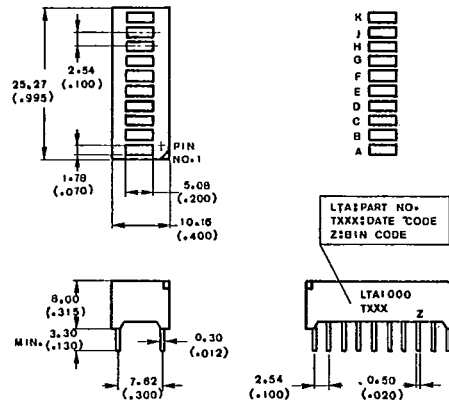 2.54
(.100)
25.27
(.995)
PIN
NO.1
1.78
(.070)
5.08
(.200)
10.16
(.400)
K
J
H
G
F
E
D
C
B
A
LTA:PART NO.
TXXX:DATE CODE
Z:BIN CODE
8.00
(.315)
3.30
MIN. (.130)
0.30
(.012)
7.62
(.300)
LTA1000
TXXX
Z
2.54
(.100)
0.50
(.020)